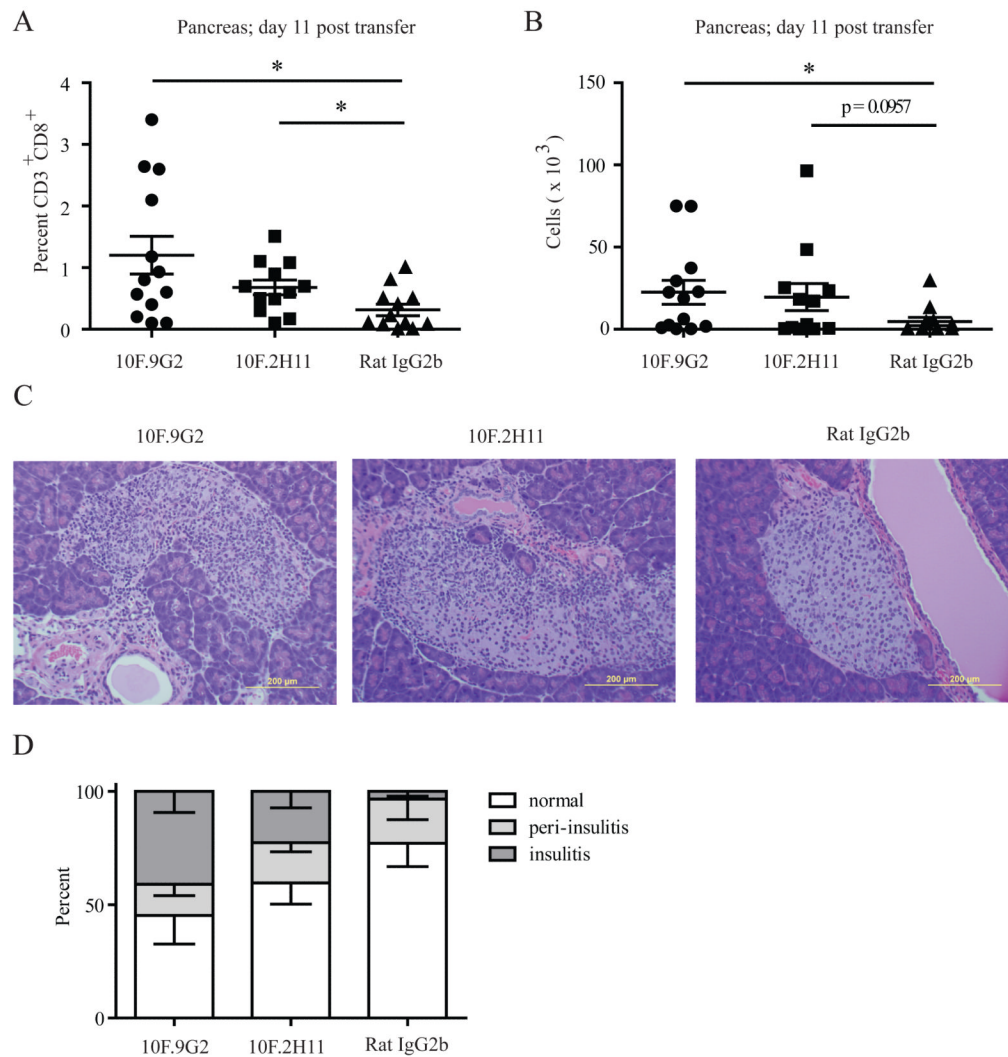 A
Pancreas; day 11 post transfer
*
*
Percent CD3⁺CD8⁺
4
3
2
1
0
10F.9G2
10F.2H11
Rat IgG2b
B
Pancreas; day 11 post transfer
*
p = 0.0957
Cells ( x 10³)
150
100
50
0
10F.9G2
10F.2H11
Rat IgG2b
C
10F.9G2
10F.2H11
Rat IgG2b
200 µm
200 µm
200 µm
D
Percent
100
50
0
10F.9G2
10F.2H11
Rat IgG2b
normal
peri-insulitis
insulitis